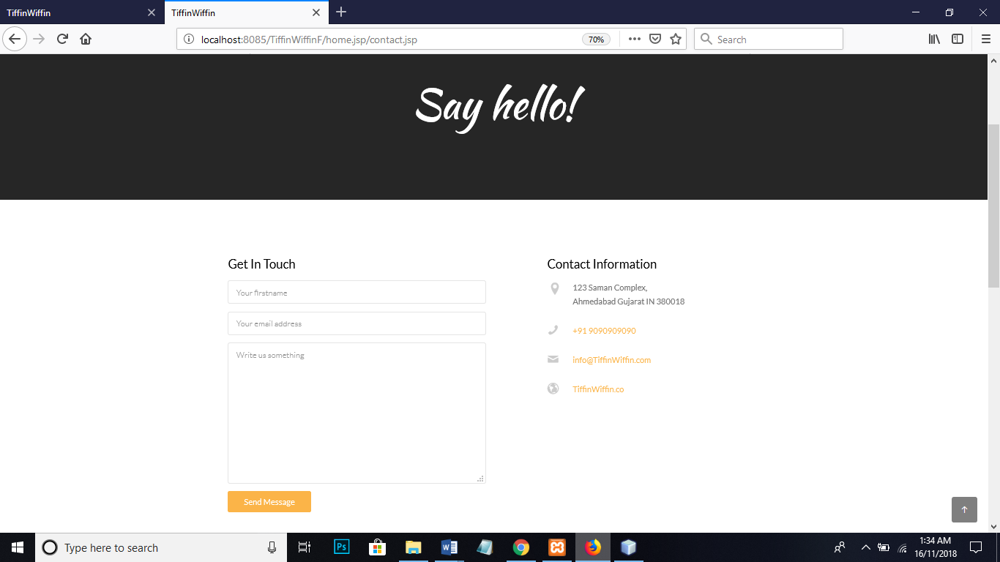 TiffinWiffin
TiffinWiffin
localhost:8085/TiffinWiffinF/home.jsp/contact.jsp
70%
Search
Say hello!
Get In Touch
Your firstname
Your email address
Write us something
Send Message
Contact Information
123 Saman Complex,
Ahmedabad Gujarat IN 380018
+91 9090909090
info@TiffinWiffin.com
TiffinWiffin.co
Type here to search
Ps
W
1:34 AM
16/11/2018